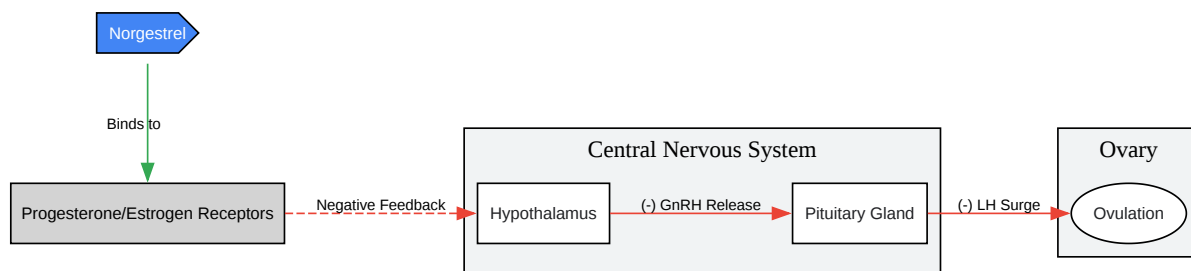 Norgestrel
Binds to
Central Nervous System
Ovary
Progesterone/Estrogen Receptors
Negative Feedback
Hypothalamus
(-) GnRH Release
Pituitary Gland
(-) LH Surge
Ovulation